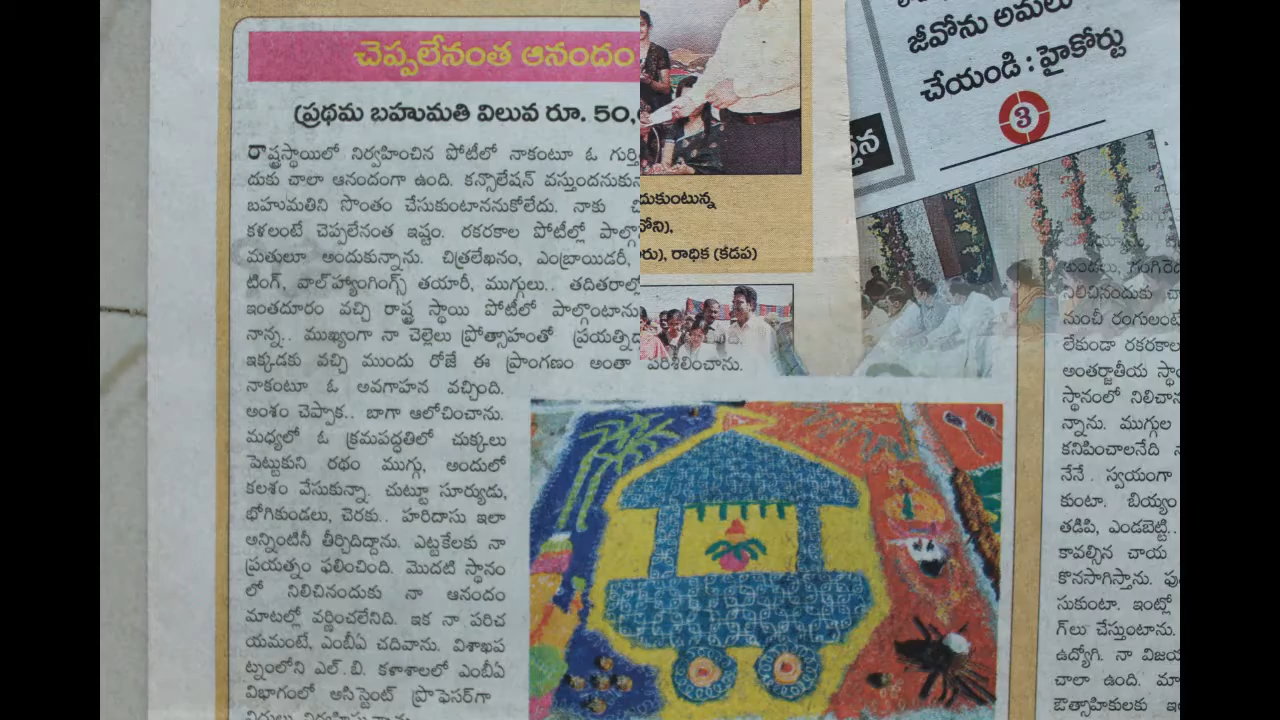 చెప్పలేనంత ఆనందం
(ప్రథమ బహుమతి విలువ రూ. 50,
రాష్ట్రస్థాయిలో నిర్వహించిన పోటీలో నాకంటూ ఓ గుర్తి
దుకు చాలా ఆనందంగా ఉంది. కన్సొలేషన్ వస్తుందనుకు
బహుమతిని సొంతం చేసుకుంటాననుకోలేదు. నాకు
కళలంటే చెప్పలేనంత ఇష్టం. రకరకాల పోటీల్లో పాల్గొ
మతులూ అందుకున్నాను. చిత్రలేఖనం, ఎంబ్రాయిడరీ,
టింగ్, వాల్‌హ్యాంగింగ్స్ తయారీ, ముగ్గులు.. తదితరాల్లో
ఇంతదూరం వచ్చి రాష్ట్ర స్థాయి పోటీలో పాల్గొంటాను
నాన్న.. ముఖ్యంగా నా చెల్లెలు ప్రోత్సాహంతో
ఇక్కడకు వచ్చి ముందు రోజే ఈ ప్రాంగణం అంతా పరిశీలించాను.
నాకంటూ ఓ అవగాహన వచ్చింది.
అంశం చెప్పాక.. బాగా ఆలోచించాను.
మధ్యలో ఓ క్రమపద్ధతిలో చుక్కలు
పెట్టుకుని రథం ముగ్గు, అందులో
కలశం వేసుకున్నా. చుట్టూ సూర్యుడు,
భోగికుండలు, చెరకు.. హరిదాసు ఇలా
అన్నింటినీ తీర్చిదిద్దాను. ఎట్టకేలకు నా
ప్రయత్నం ఫలించింది. మొదటి స్థానం
లో నిలిచినందుకు నా ఆనందం
మాటల్లో వర్ణించలేనిది. ఇక నా పరిచ
యమంటే, ఎంబీఏ చదివాను. విశాఖప
ట్నంలోని ఎల్.బి. కళాశాలలో ఎంబీఏ
విభాగంలో అసిస్టెంట్ ప్రొఫెసర్‌గా
దుకుంటున్న
రు), రాధిక (కడప)
జీవోను అమలు
చేయండి : హైకోర్టు
3
నిలిచినందుకు
నుంచీ రంగులంటే
లేకుండా రకరకాల
అంతర్జాతీయ స్థా
స్థానంలో నిలిచాన
న్నాను. ముగ్గుల
కనిపించాలనేది
నేనే. స్వయంగా
కుంటా. బియ్యం
తడిపి, ఎండబెట్టి..
కావల్సిన చాయ
కొనసాగిస్తాను.
సుకుంటా. ఇంట్లో
గ్‌లు చేస్తుంటాను.
ఉద్యోగి. నా విజయ
చాలా ఉంది. మా
ఔత్సాహికులకు